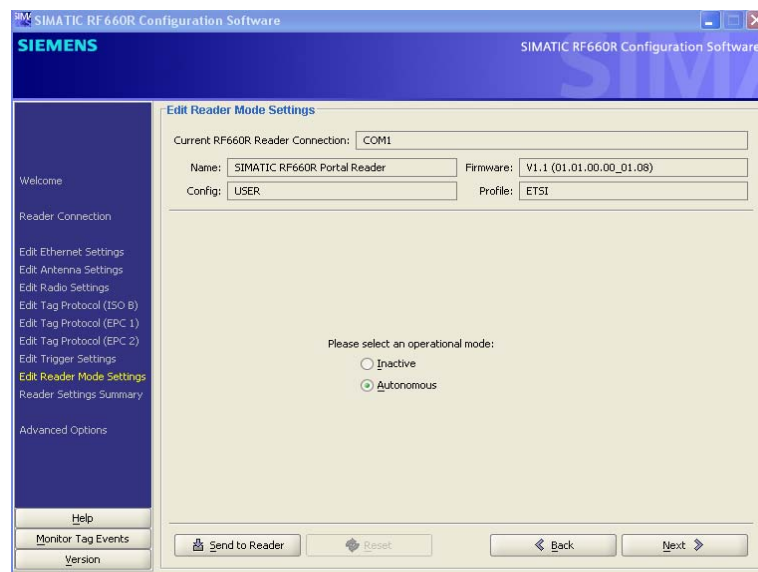 SIMATIC RF660R Configuration Software
SIEMENS
SIMATIC RF660R Configuration Software
Edit Reader Mode Settings
Current RF660R Reader Connection: COM1
Name: SIMATIC RF660R Portal Reader Firmware: V1.1 (01.01.00.00_01.08)
Config: USER Profile: ETSI
Welcome
Reader Connection
Edit Ethernet Settings
Edit Antenna Settings
Edit Radio Settings
Edit Tag Protocol (ISO B)
Edit Tag Protocol (EPC 1)
Edit Tag Protocol (EPC 2)
Edit Trigger Settings
Edit Reader Mode Settings
Reader Settings Summary
Advanced Options
Please select an operational mode:
Inactive
Autonomous
Help
Monitor Tag Events
Version
Send to Reader Reset Back Next